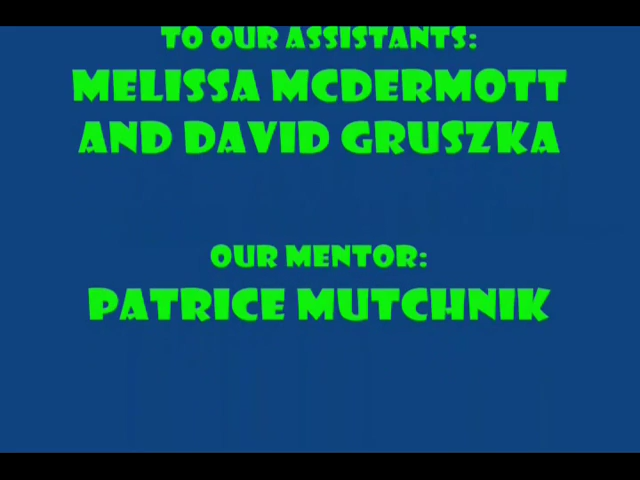 TO OUR ASSISTANTS:
MELISSA MCDERMOTT
AND DAVID GRUSZKA
OUR MENTOR:
PATRICE MUTCHNIK